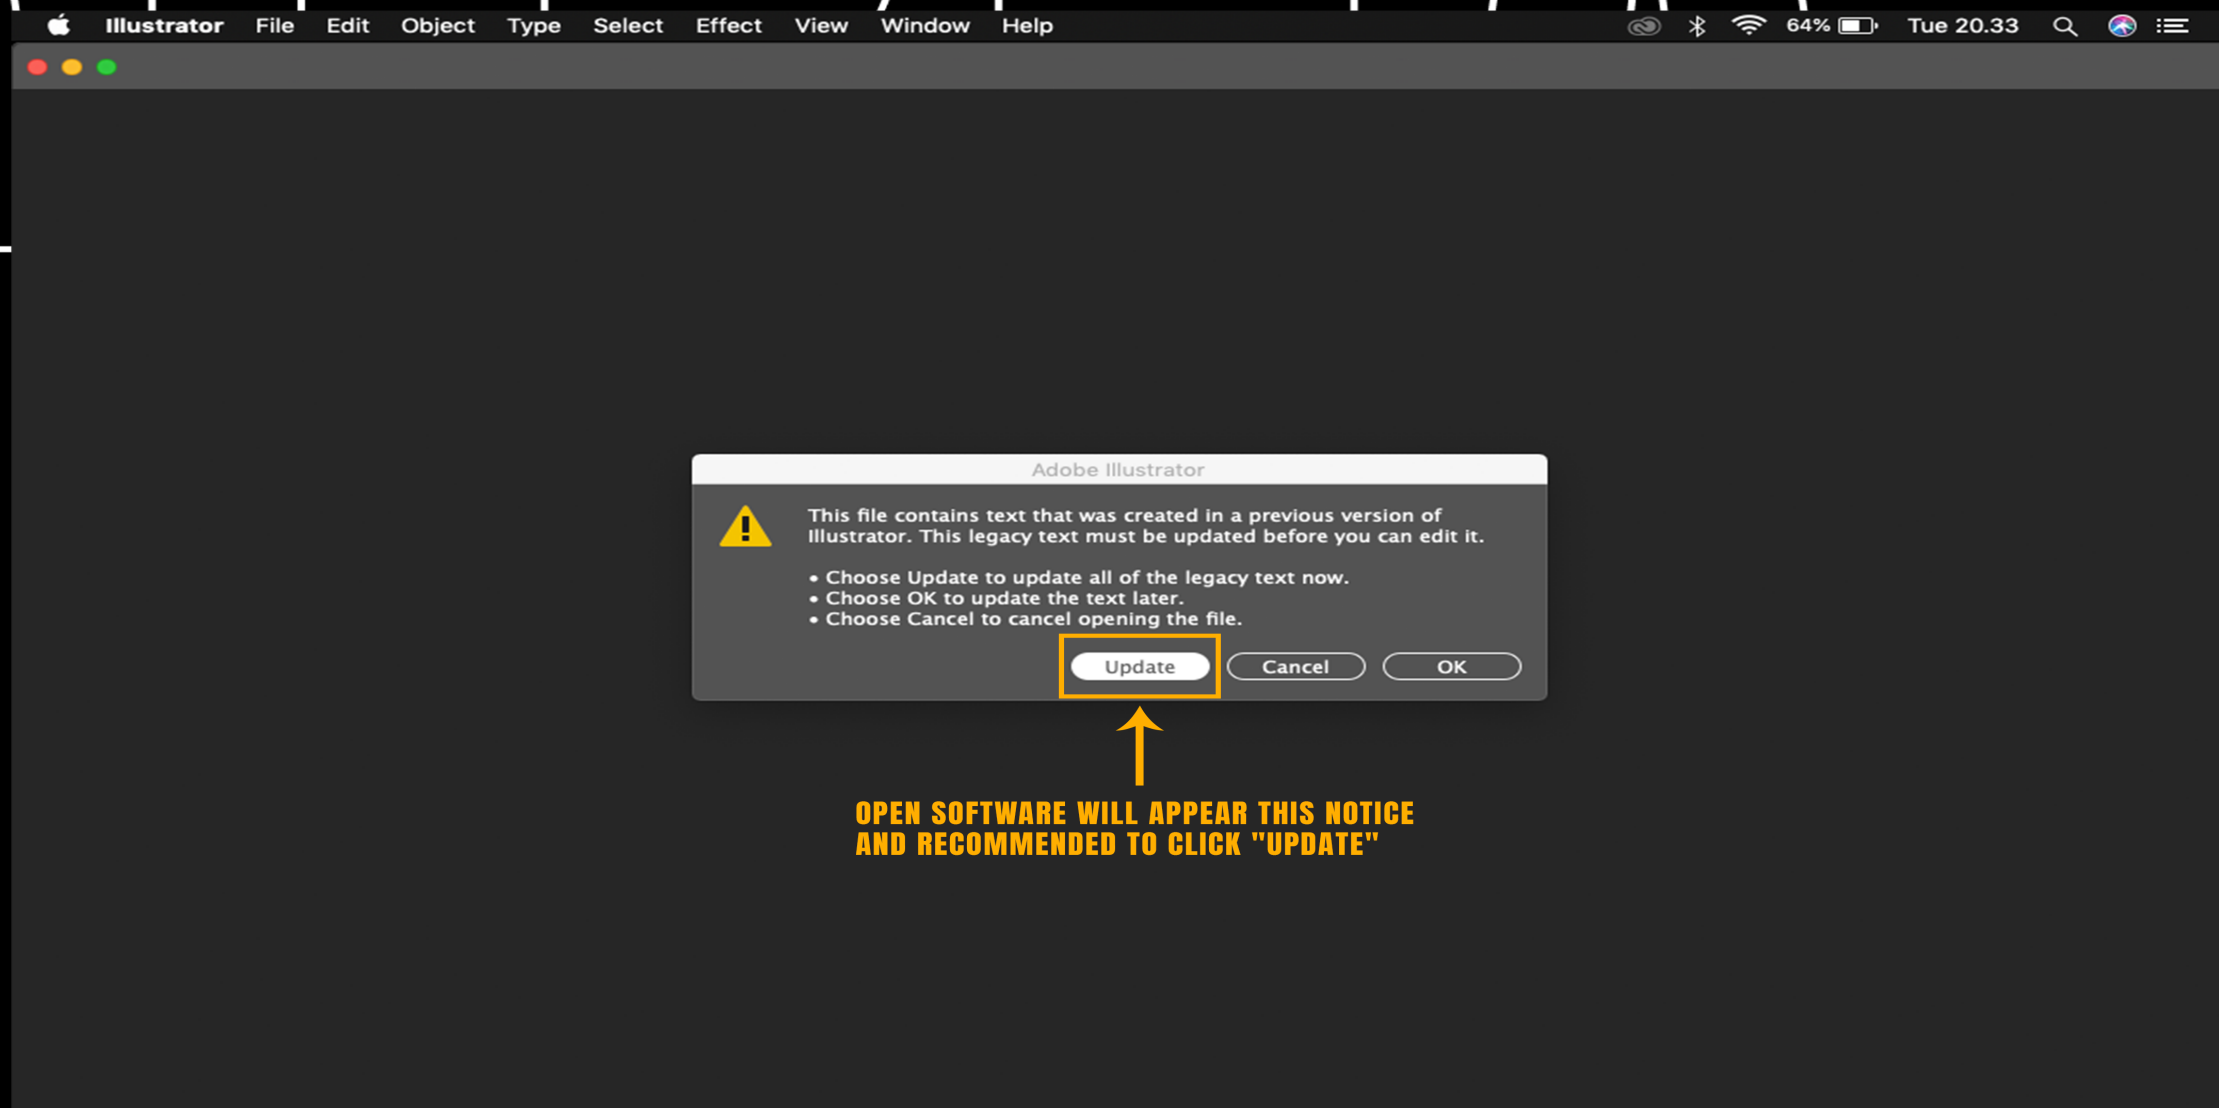 Illustrator File Edit Object Type Select Effect View Window Help 64% Tue 20.33
Adobe Illustrator
This file contains text that was created in a previous version of
Illustrator. This legacy text must be updated before you can edit it.
• Choose Update to update all of the legacy text now.
• Choose OK to update the text later.
• Choose Cancel to cancel opening the file.
Update Cancel OK
OPEN SOFTWARE WILL APPEAR THIS NOTICE
AND RECOMMENDED TO CLICK "UPDATE"